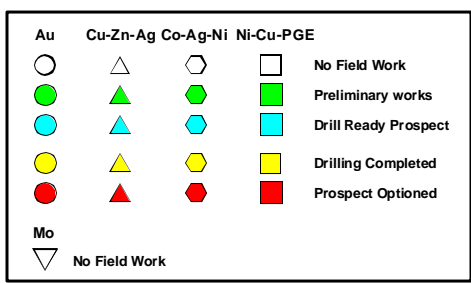 Au Cu-Zn-Ag Co-Ag-Ni Ni-Cu-PGE
No Field Work
Preliminary works
Drill Ready Prospect
Drilling Completed
Prospect Optioned
Mo
No Field Work